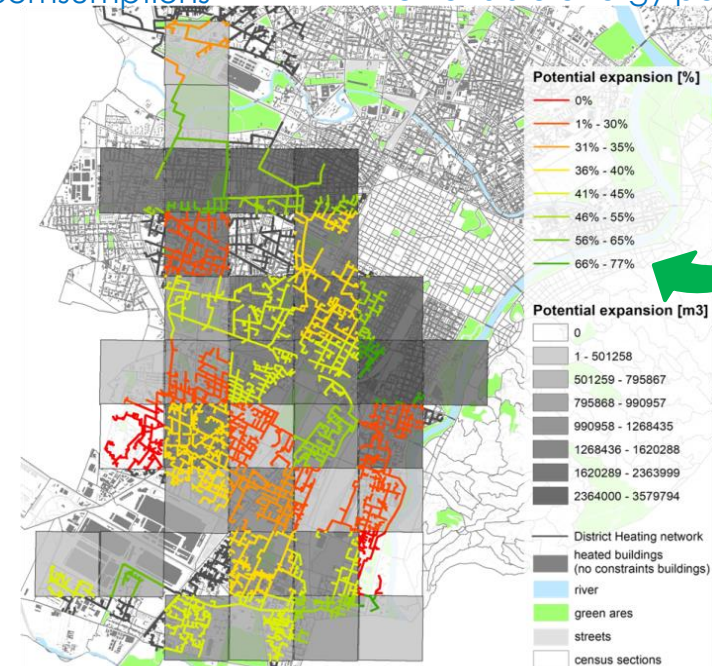 Potential expansion [%]
0%
1% - 30%
31% - 35%
36% - 40%
41% - 45%
46% - 55%
56% - 65%
66% - 77%
Potential expansion [m3]
0
1 - 501258
501259 - 795867
795868 - 990957
990958 - 1268435
1268436 - 1620288
1620289 - 2363999
2364000 - 3579794
District Heating network
heated buildings
(no constraints buildings)
river
green ares
streets
census sections